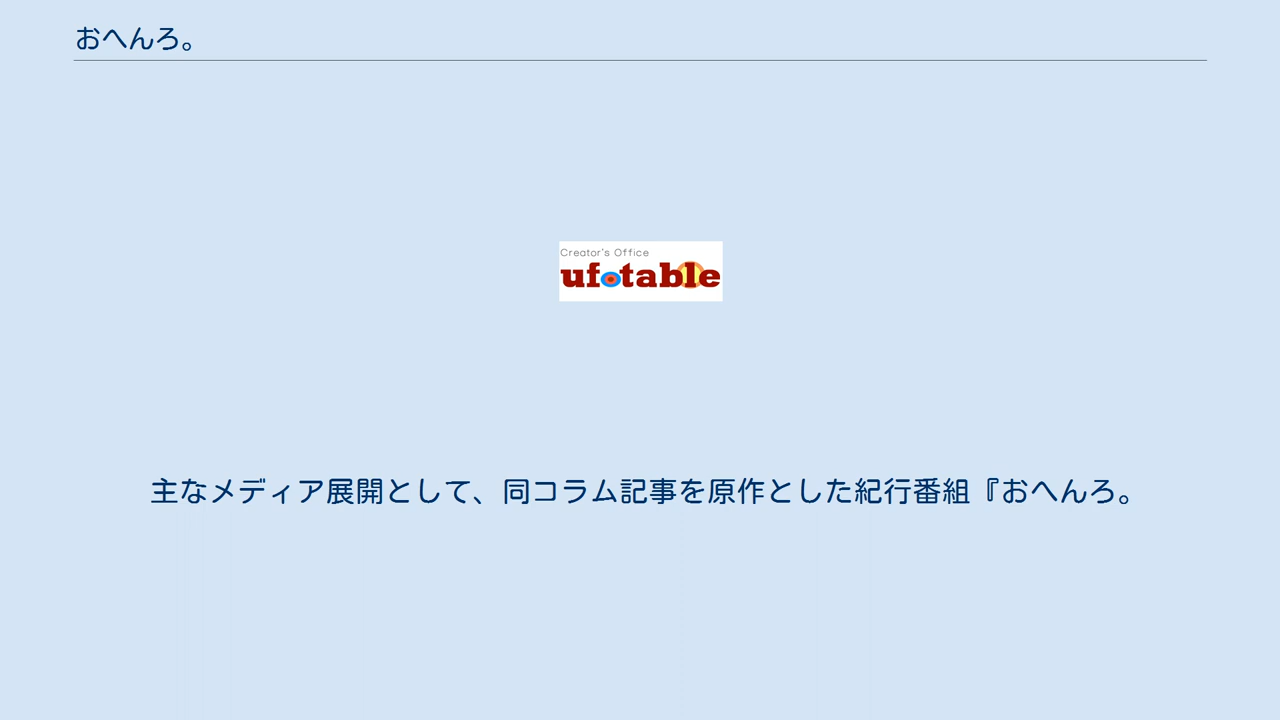 おへんろ。
Creator's Office
ufotable
主なメディア展開として、同コラム記事を原作とした紀行番組『おへんろ。